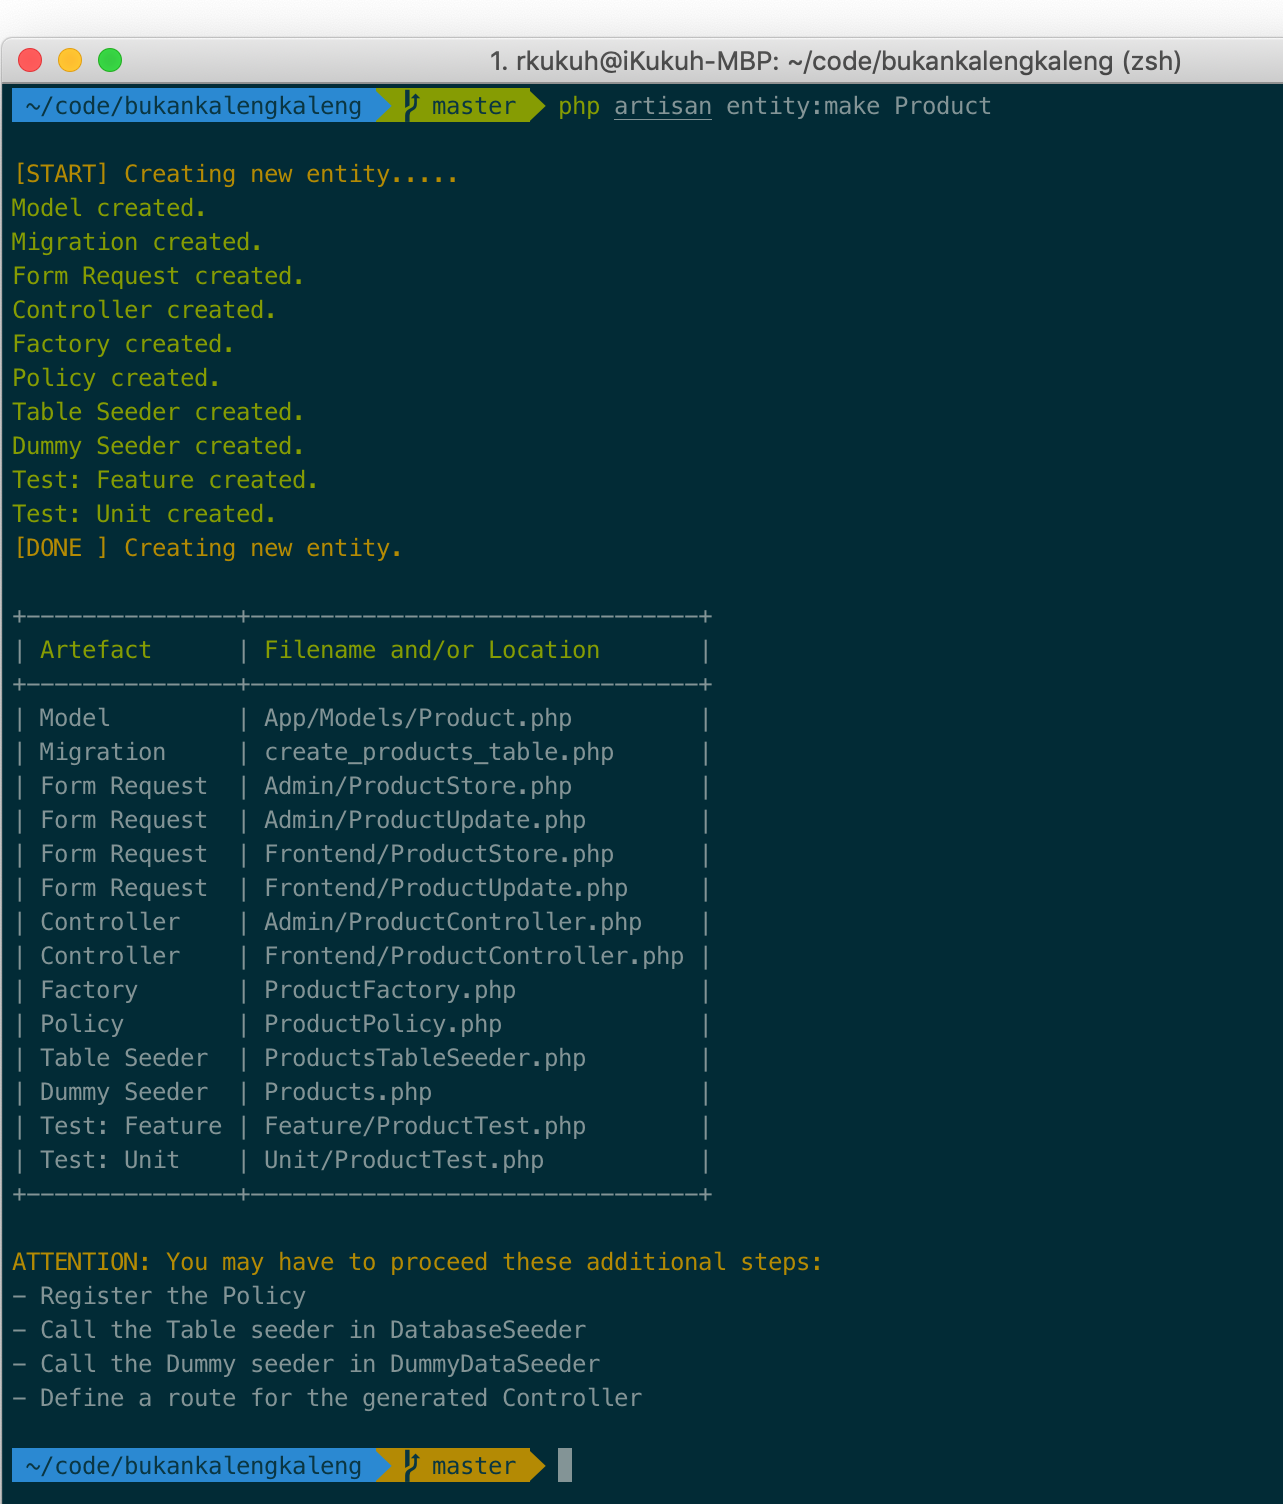 1. rkukuh@iKukuh-MBP: ~/code/bukankalengkaleng (zsh)
~/code/bukankalengkaleng master php artisan entity:make Product
[START] Creating new entity.....
Model created.
Migration created.
Form Request created.
Controller created.
Factory created.
Policy created.
Table Seeder created.
Dummy Seeder created.
Test: Feature created.
Test: Unit created.
[DONE ] Creating new entity.
+---------------+--------------------------------+
| Artefact      | Filename and/or Location       |
+---------------+--------------------------------+
| Model         | App/Models/Product.php         |
| Migration     | create_products_table.php      |
| Form Request  | Admin/ProductStore.php         |
| Form Request  | Admin/ProductUpdate.php        |
| Form Request  | Frontend/ProductStore.php      |
| Form Request  | Frontend/ProductUpdate.php     |
| Controller    | Admin/ProductController.php    |
| Controller    | Frontend/ProductController.php |
| Factory       | ProductFactory.php             |
| Policy        | ProductPolicy.php              |
| Table Seeder  | ProductsTableSeeder.php        |
| Dummy Seeder  | Products.php                   |
| Test: Feature | Feature/ProductTest.php        |
| Test: Unit    | Unit/ProductTest.php           |
+---------------+--------------------------------+
ATTENTION: You may have to proceed these additional steps:
- Register the Policy
- Call the Table seeder in DatabaseSeeder
- Call the Dummy seeder in DummyDataSeeder
- Define a route for the generated Controller
~/code/bukankalengkaleng master